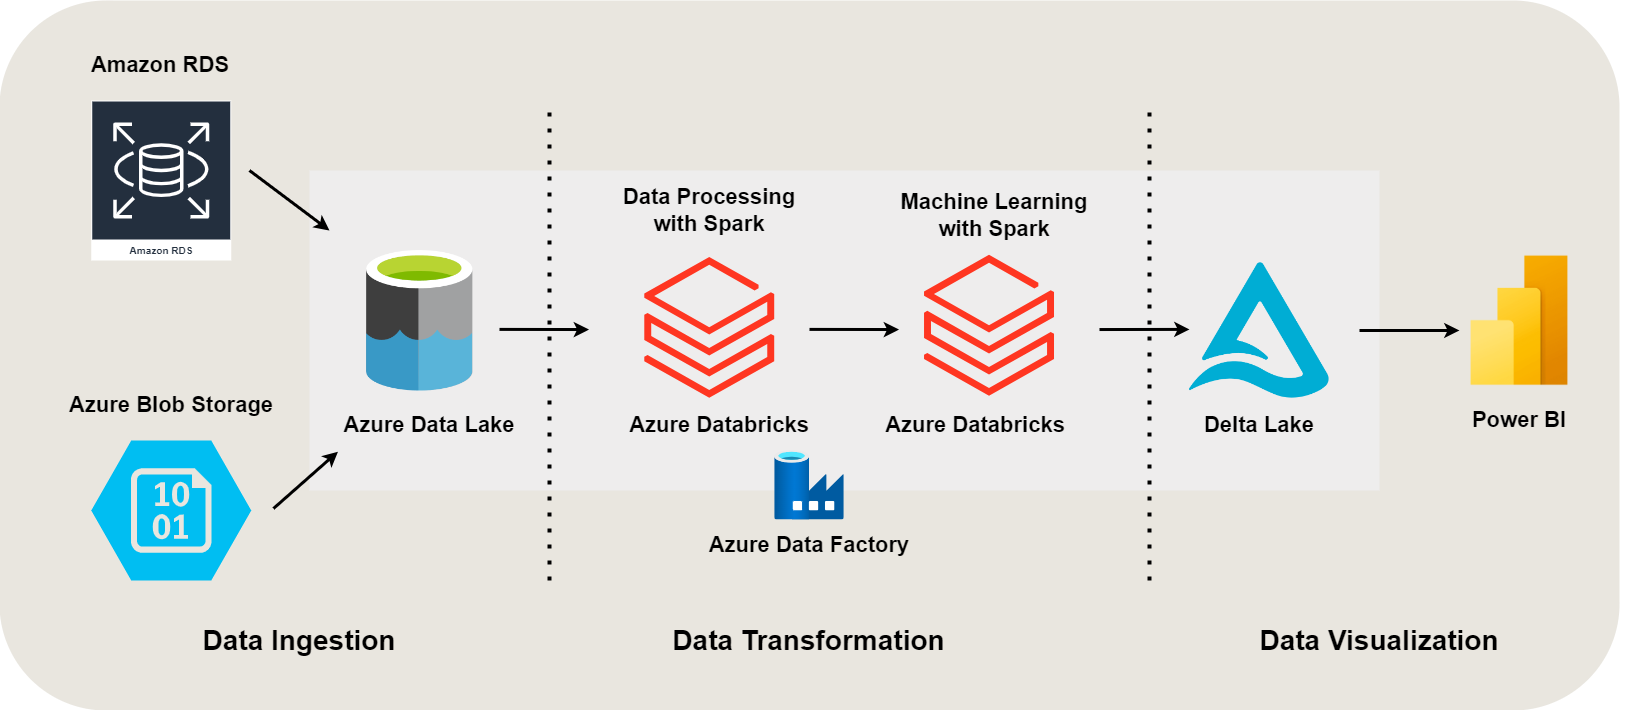 Amazon RDS
Amazon RDS
Azure Blob Storage
10
01
Azure Data Lake
Data Ingestion
Data Processing
with Spark
Azure Databricks
Machine Learning
with Spark
Azure Databricks
Azure Data Factory
Data Transformation
Delta Lake
Power BI
Data Visualization